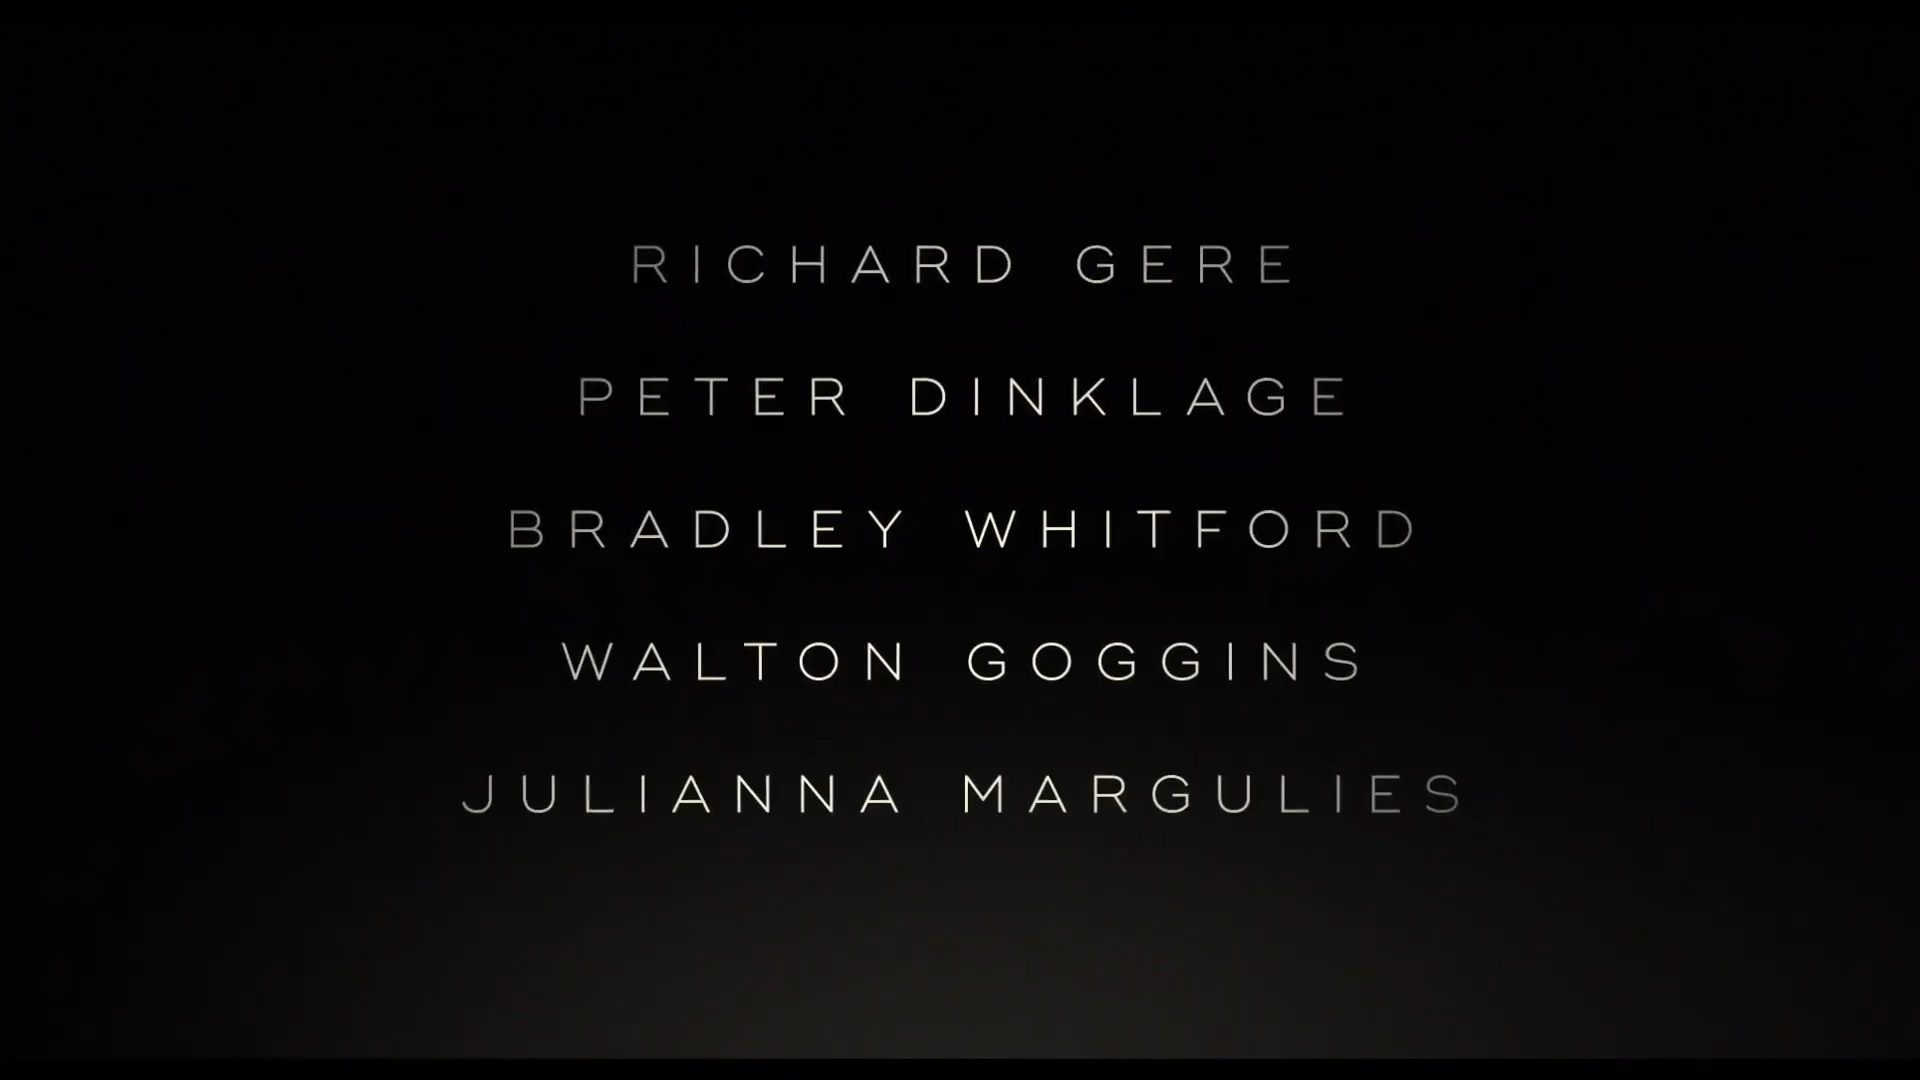 RICHARD GERE
PETER DINKLAGE
BRADLEY WHITFORD
WALTON GOGGINS
JULIANNA MARGULIES